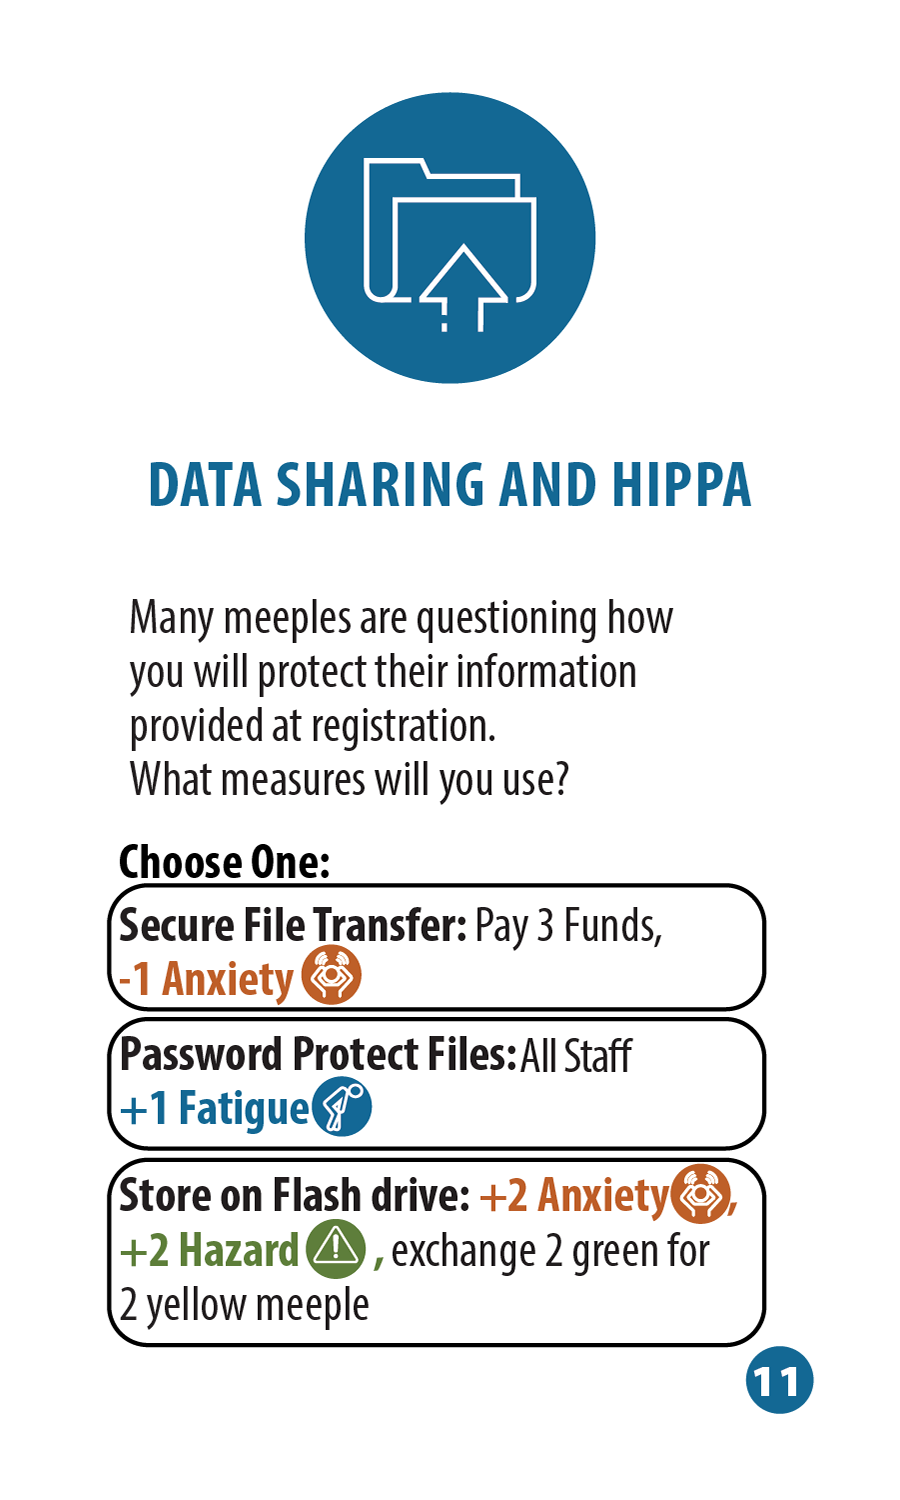 DATA SHARING AND HIPPA
Many meeples are questioning how
you will protect their information
provided at registration.
What measures will you use?
Choose One:
Secure File Transfer: Pay 3 Funds,
-1 Anxiety
Password Protect Files: All Staff
+1 Fatigue
Store on Flash drive: +2 Anxiety ,
+2 Hazard , exchange 2 green for
2 yellow meeple
11